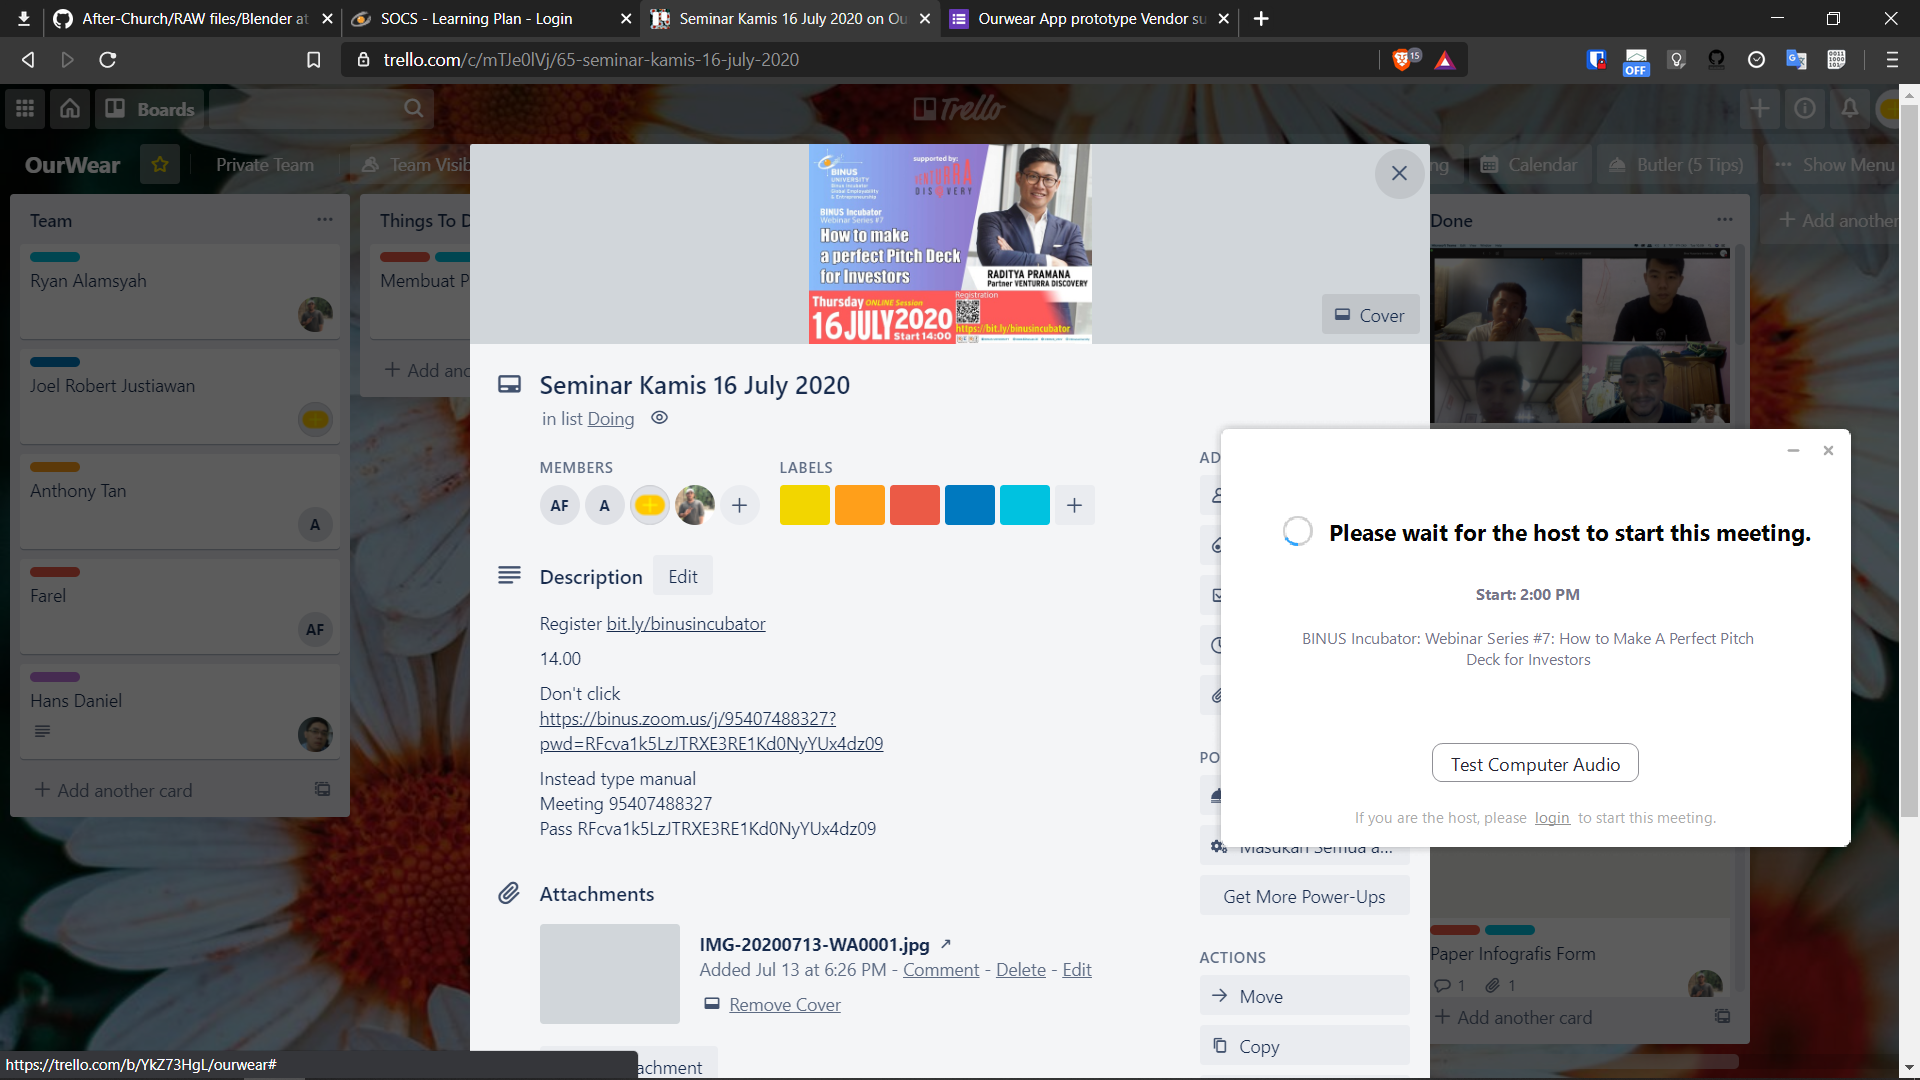 After-Church/RAW files/Blender at
SOCS - Learning Plan - Login
Seminar Kamis 16 July 2020 on Ou
Ourwear App prototype Vendor su
trello.com/c/mTJe0lVj/65-seminar-kamis-16-july-2020
15
OFF
Boards
Trello
OurWear
Private Team
Team Visib
ng
Calendar
Butler (5 Tips)
Show Menu
Team
Ryan Alamsyah
Joel Robert Justiawan
Anthony Tan
A
Farel
AF
Hans Daniel
Add another card
Things To D
Membuat P
Add ano
BINUS
UNIVERSITY
supported by:
VENTURRA
DISCOVERY
BINUS Incubator
Webinar Series #7
How to make
a perfect Pitch Deck
for Investors
RADITYA PRAMANA
Partner VENTURRA DISCOVERY
Thursday ONLINE Session
16 JULY 2020
Start 14:00
Registration
https://bit.ly/binusincubator
Cover
Seminar Kamis 16 July 2020
in list Doing
MEMBERS
LABELS
AF
A
Description
Edit
Register bit.ly/binusincubator
14.00
Don't click
https://binus.zoom.us/j/95407488327?
pwd=RFcva1k5LzJTRXE3RE1Kd0NyYUx4dz09
Instead type manual
Meeting 95407488327
Pass RFcva1k5LzJTRXE3RE1Kd0NyYUx4dz09
Attachments
IMG-20200713-WA0001.jpg
Added Jul 13 at 6:26 PM - Comment - Delete - Edit
Remove Cover
achment
AD
PO
Masukan Semua a...
Get More Power-Ups
ACTIONS
Move
Copy
Please wait for the host to start this meeting.
Start: 2:00 PM
BINUS Incubator: Webinar Series #7: How to Make A Perfect Pitch
Deck for Investors
Test Computer Audio
If you are the host, please login to start this meeting.
Done
Add another
Paper Infografis Form
1
1
Add another card
https://trello.com/b/YkZ73HgL/ourwear#